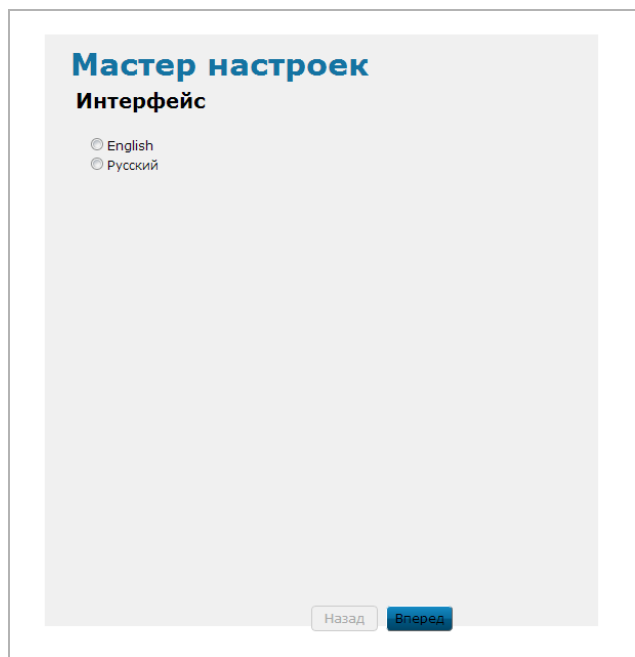 Мастер настроек
Интерфейс
English
Русский
Назад Вперед